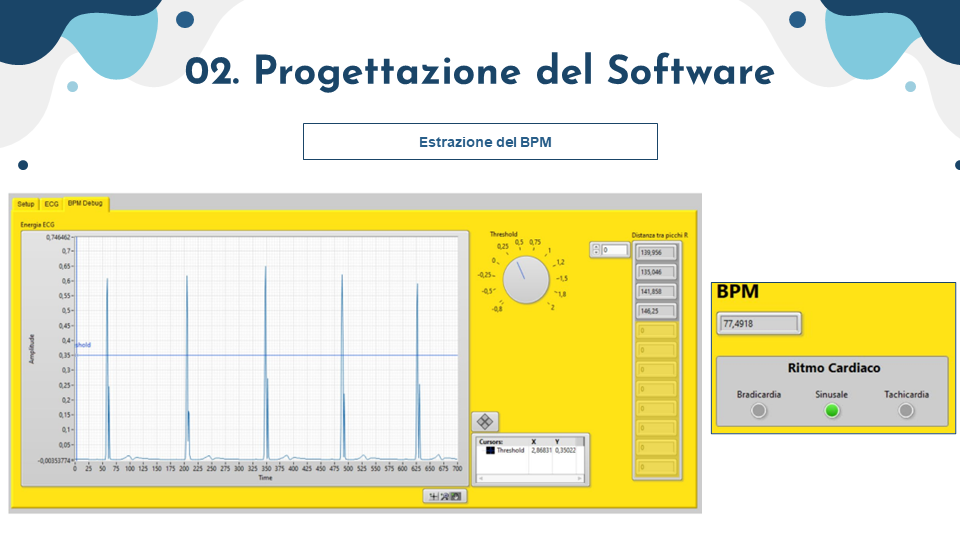 02. Progettazione del Software
Estrazione del BPM
Setup ECG BPM Debug
Energia ECG
0,746462
0,7
0,65
0,6
0,55
0,5
0,45
0,4
0,35
0,3
0,25
0,2
0,15
0,1
0,05
-0,00353774
Amplitude
shold
0 25 50 75 100 125 150 175 200 225 250 275 300 325 350 375 400 425 450 475 500 525 550 575 600 625 650 675 700
Time
Threshold
-0,8 -0,5 -0,25 0 0,25 0,5 0,75 1 1,2 1,5 1,8 2
Cursors: X Y
Threshold 2,86831 0,35022
Distanza tra picchi R
0
139,956
135,046
141,858
146,25
0
0
0
0
0
0
0
0
BPM
77,4918
Ritmo Cardiaco
Bradicardia Sinusale Tachicardia